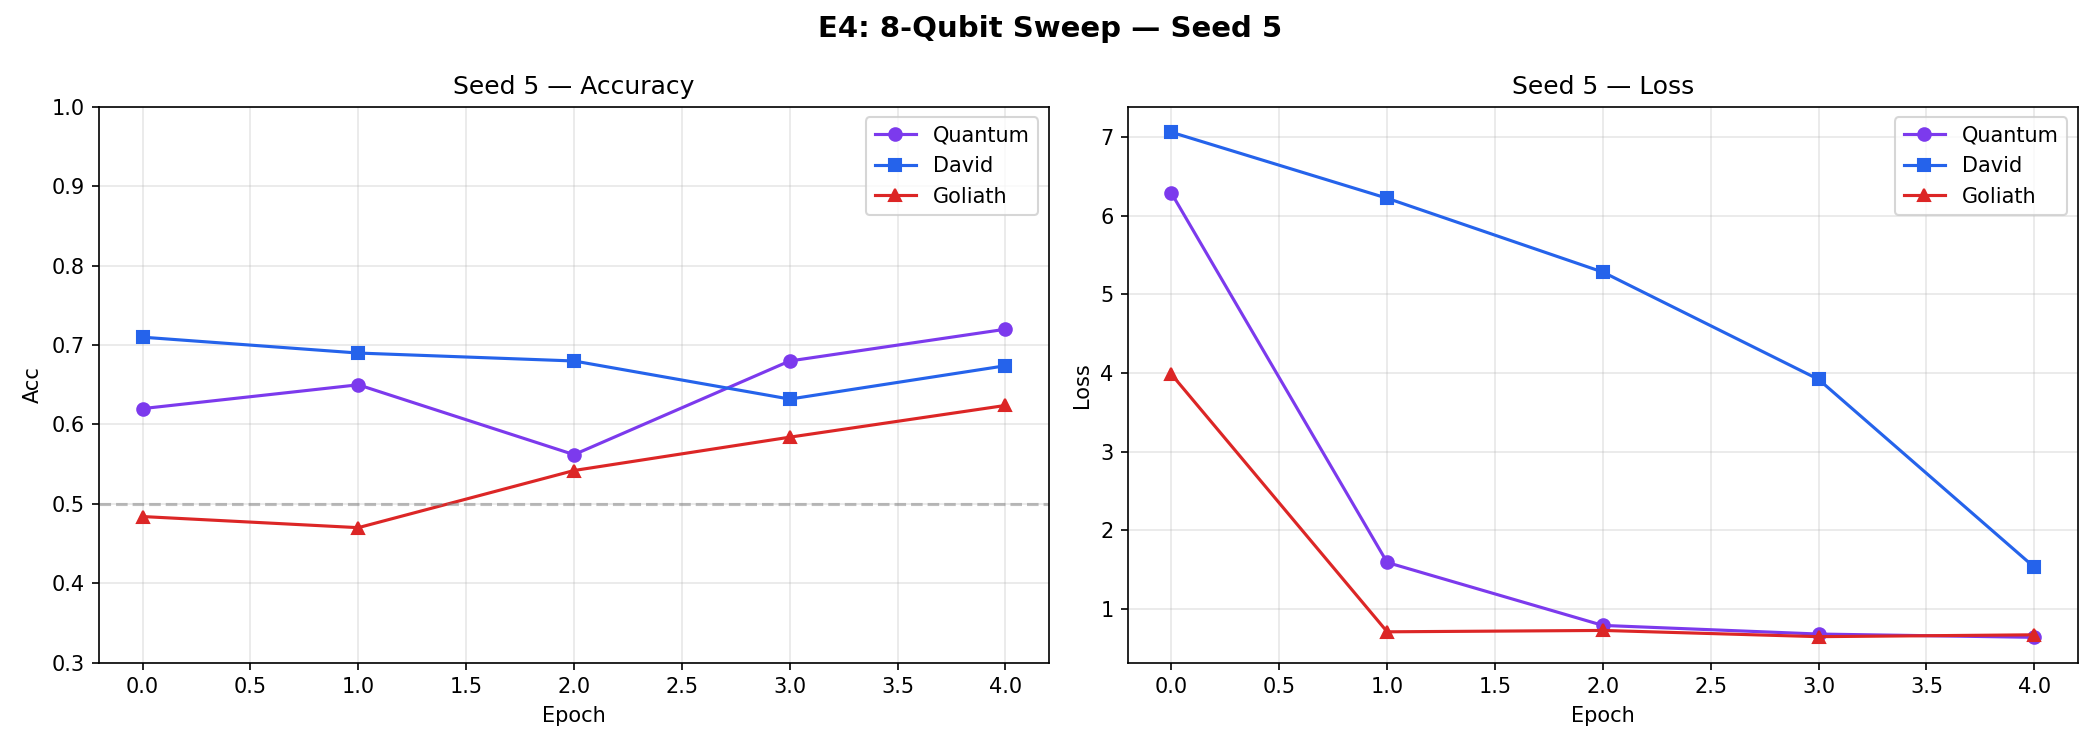 E4: 8-Qubit Sweep — Seed 5
Seed 5 — Accuracy
1.0
0.9
0.8
0.7
0.6
0.5
0.4
0.3
Acc
Quantum
David
Goliath
0.0 0.5 1.0 1.5 2.0 2.5 3.0 3.5 4.0
Epoch
Seed 5 — Loss
7
6
5
4
3
2
1
Loss
Quantum
David
Goliath
0.0 0.5 1.0 1.5 2.0 2.5 3.0 3.5 4.0
Epoch